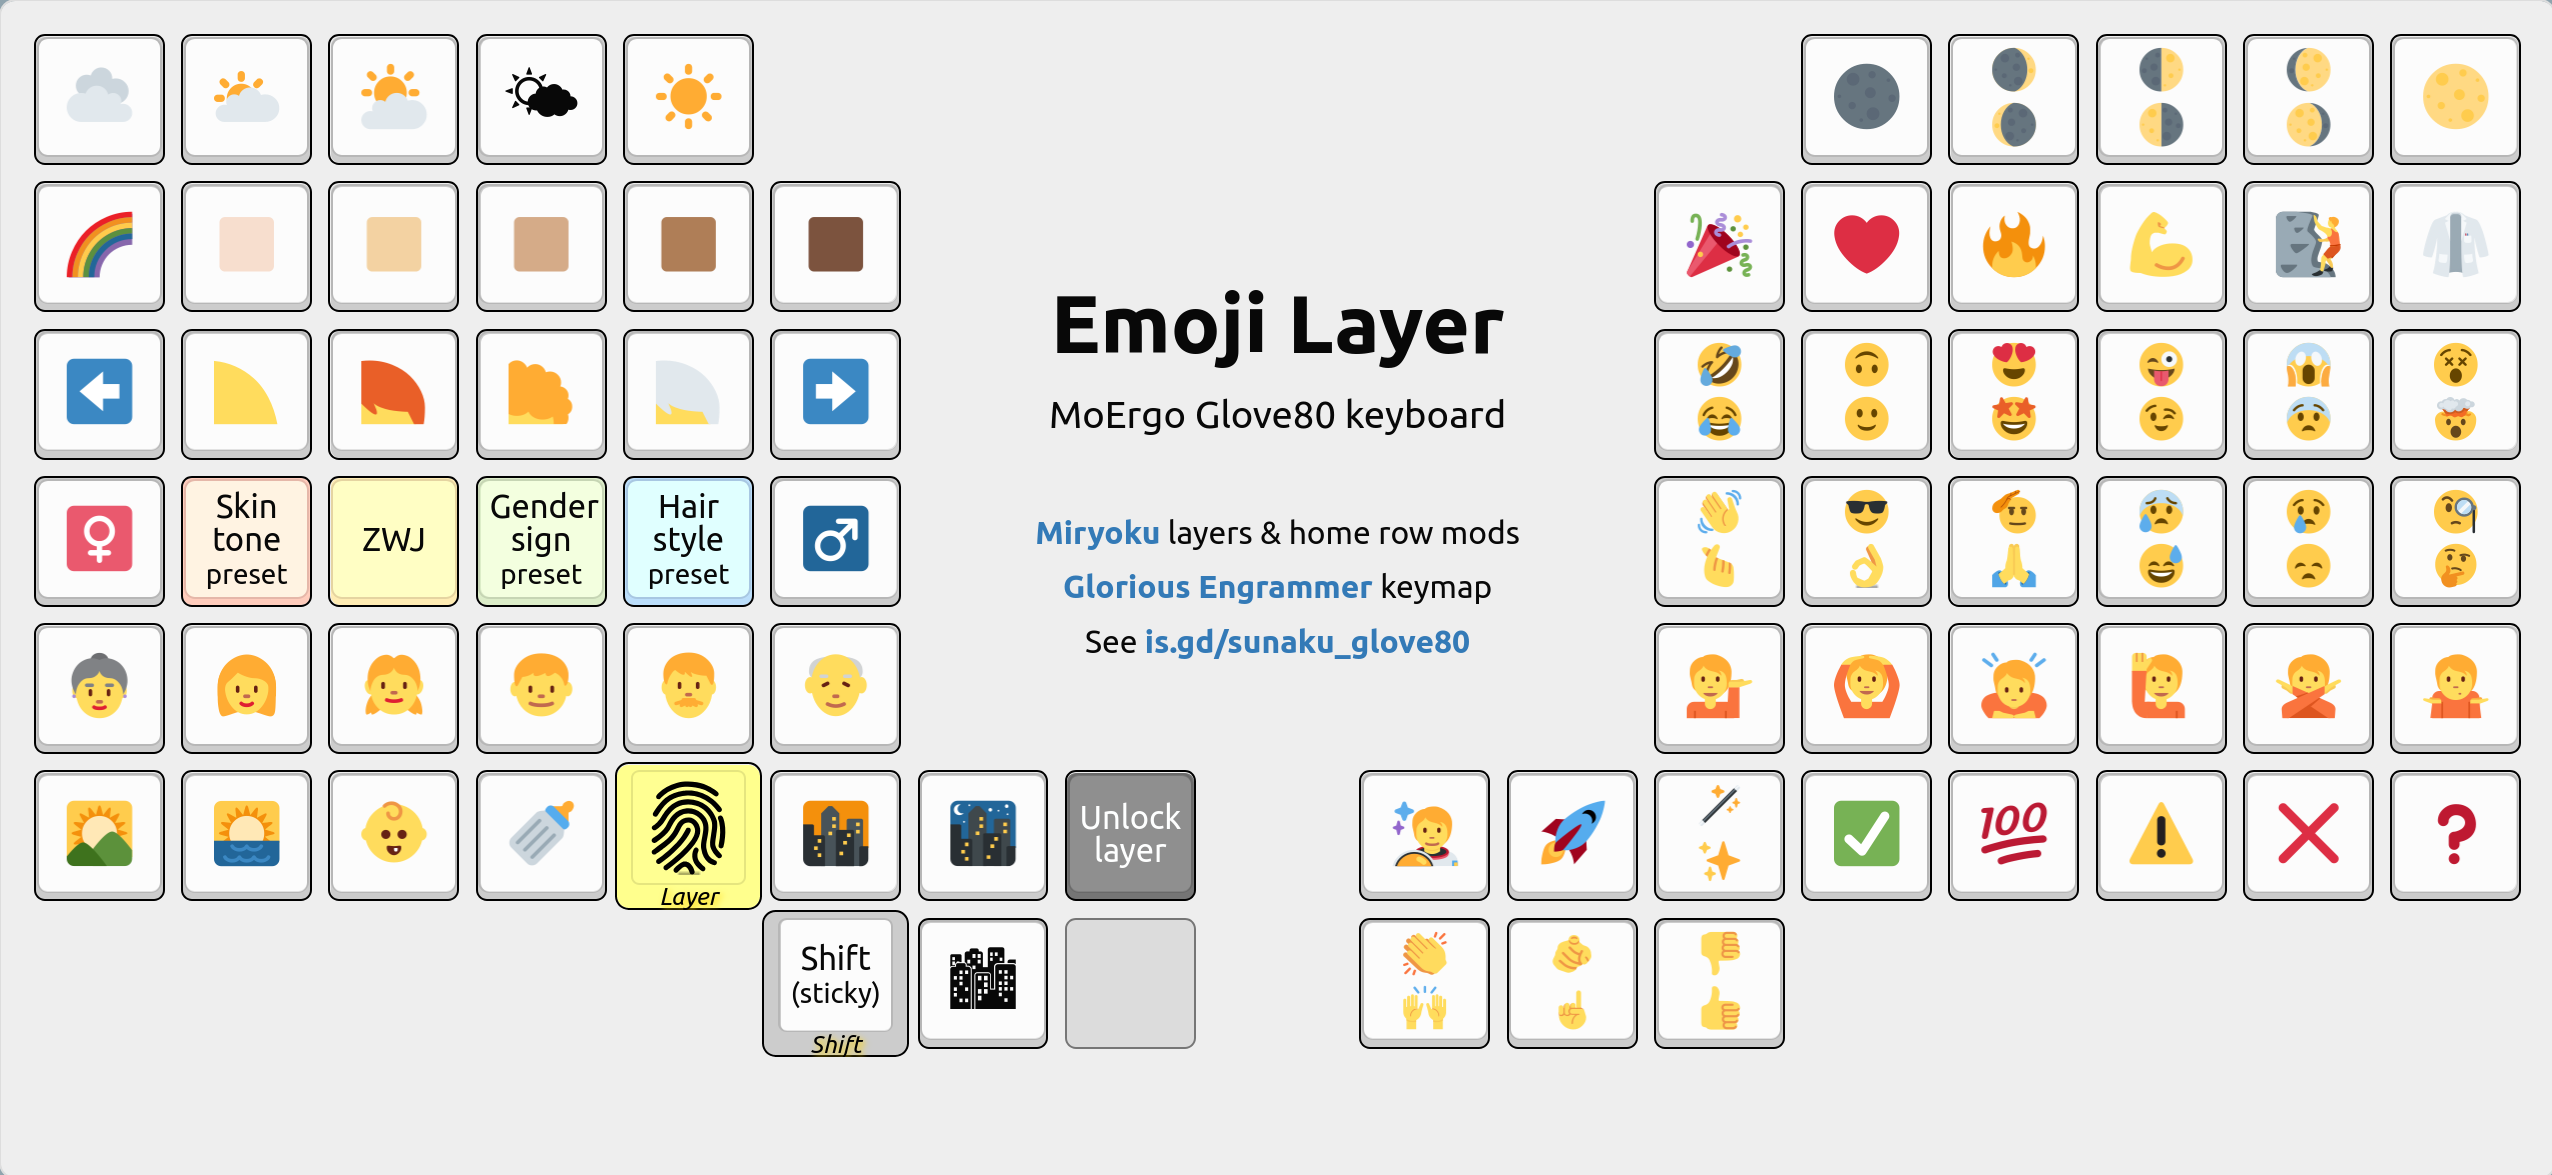 Emoji Layer
MoErgo Glove80 keyboard
Miryoku layers & home row mods
Glorious Engrammer keymap
See is.gd/sunaku_glove80
Skin
tone
preset
ZWJ
Gender
sign
preset
Hair
style
preset
Layer
Unlock
layer
100
Shift
(sticky)
Shift